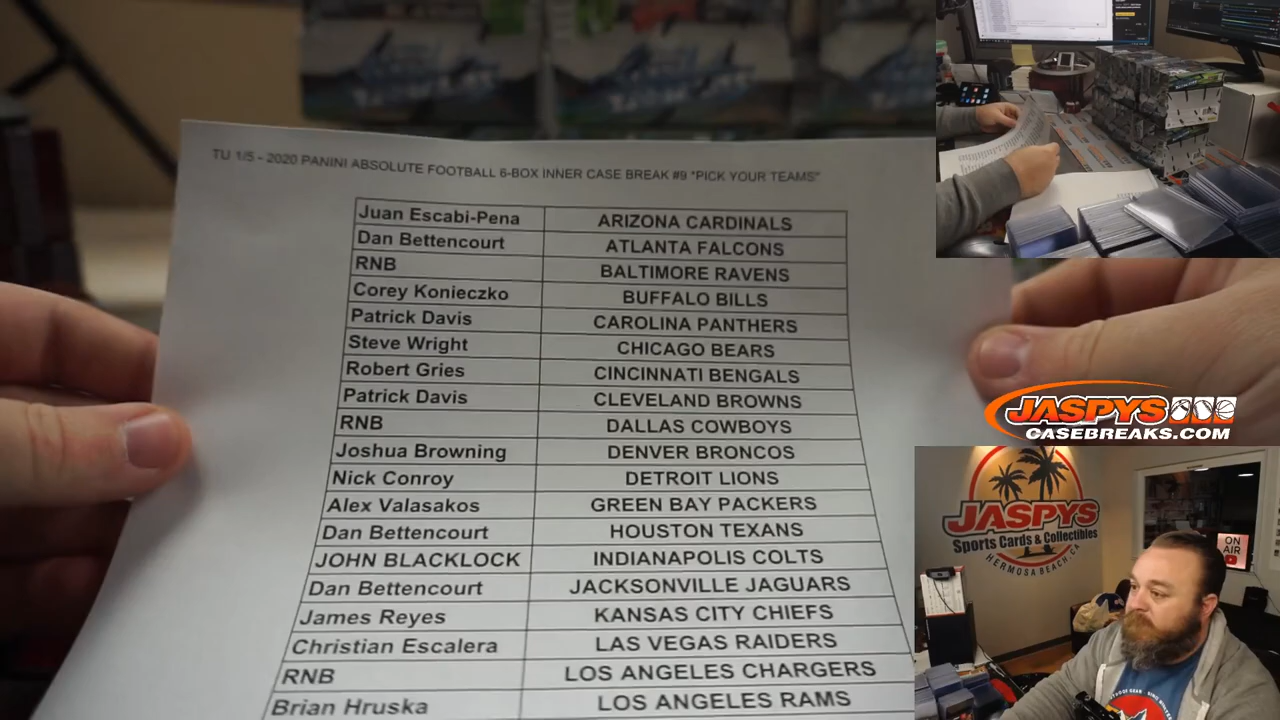 TU 1/5 - 2020 PANINI ABSOLUTE FOOTBALL 6-BOX INNER CASE BREAK #9 "PICK YOUR TEAMS"
Juan Escabi-Pena ARIZONA CARDINALS
Dan Bettencourt ATLANTA FALCONS
RNB BALTIMORE RAVENS
Corey Konieczko BUFFALO BILLS
Patrick Davis CAROLINA PANTHERS
Steve Wright CHICAGO BEARS
Robert Gries CINCINNATI BENGALS
Patrick Davis CLEVELAND BROWNS
RNB DALLAS COWBOYS
Joshua Browning DENVER BRONCOS
Nick Conroy DETROIT LIONS
Alex Valasakos GREEN BAY PACKERS
Dan Bettencourt HOUSTON TEXANS
JOHN BLACKLOCK INDIANAPOLIS COLTS
Dan Bettencourt JACKSONVILLE JAGUARS
James Reyes KANSAS CITY CHIEFS
Christian Escalera LAS VEGAS RAIDERS
RNB LOS ANGELES CHARGERS
Brian Hruska LOS ANGELES RAMS
JASPYS
CASEBREAKS.COM
JASPYS
Sports Cards & Collectibles
HERMOSA BEACH, CA
ON
AIR